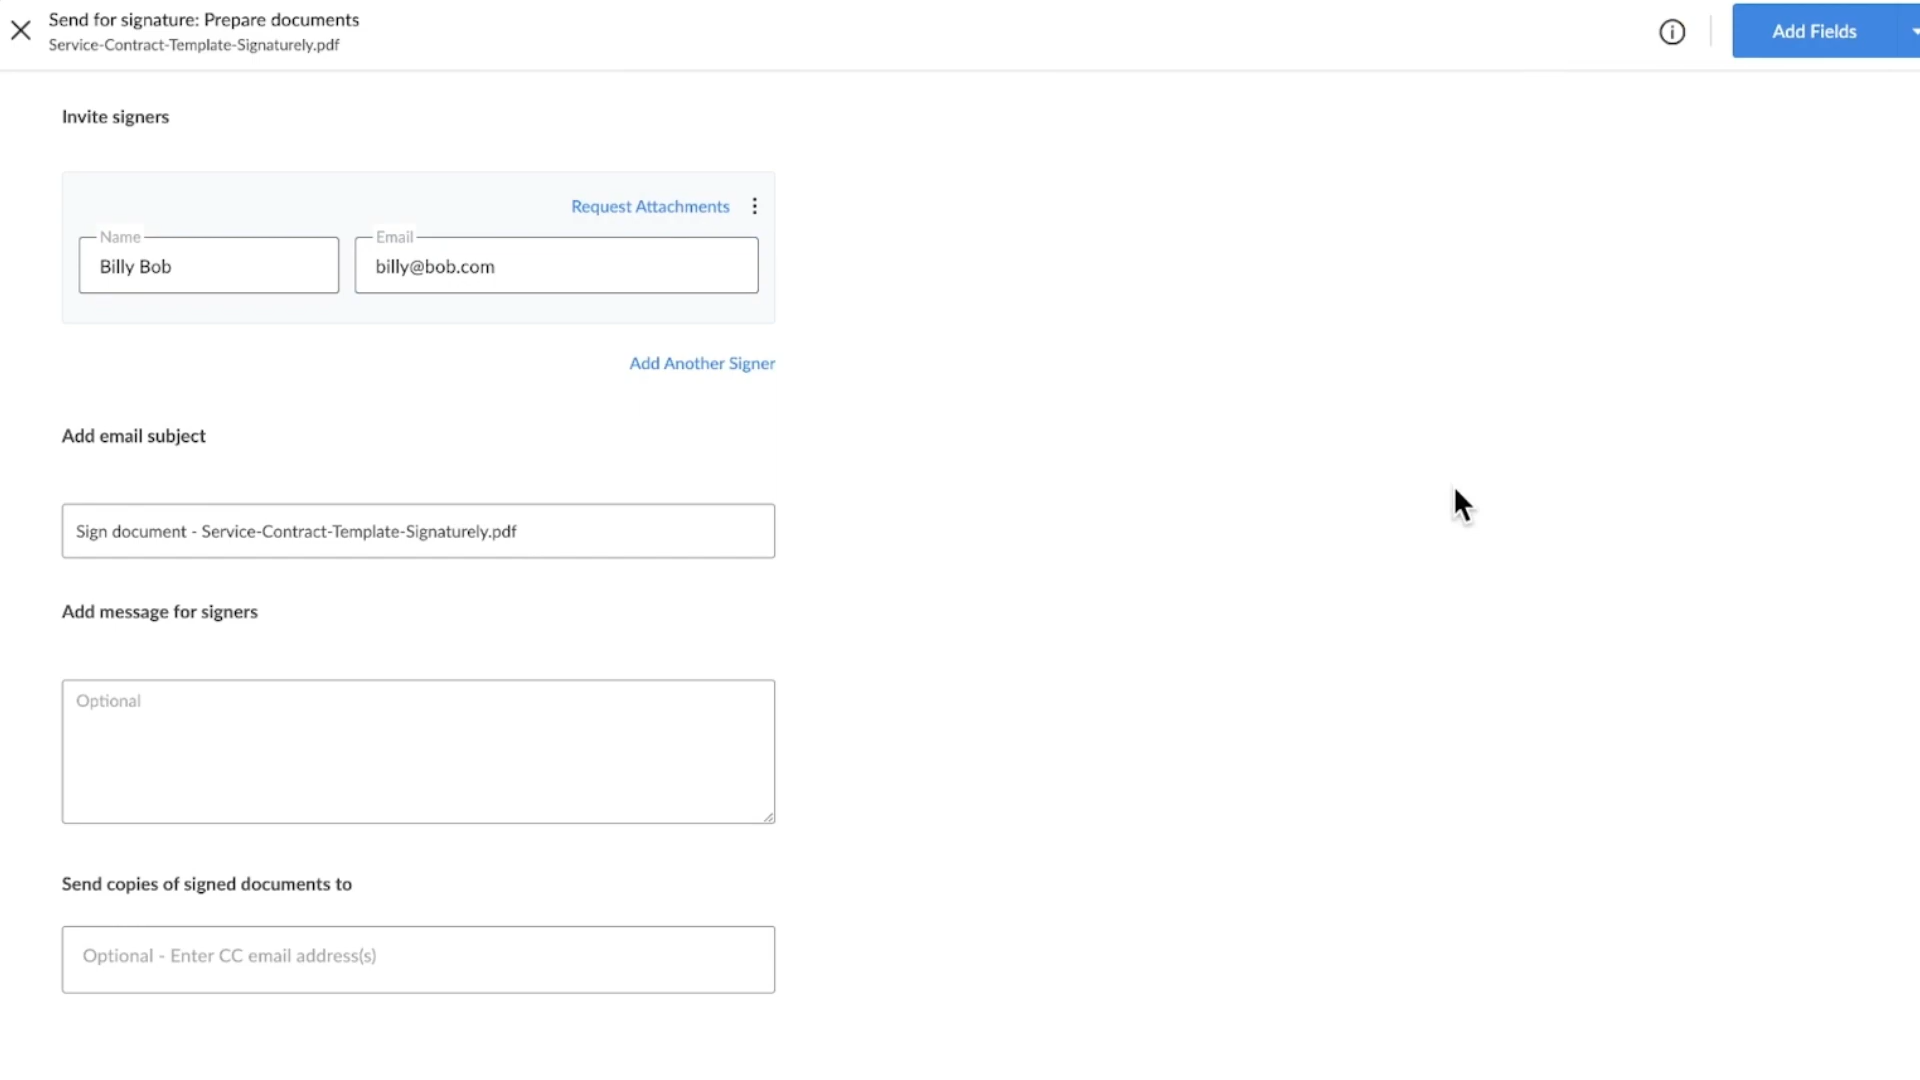 Send for signature: Prepare documents
Service-Contract-Template-Signaturely.pdf
Add Fields
Invite signers
Request Attachments
Name
Email
Billy Bob
billy@bob.com
Add Another Signer
Add email subject
Sign document - Service-Contract-Template-Signaturely.pdf
Add message for signers
Optional
Send copies of signed documents to
Optional - Enter CC email address(s)